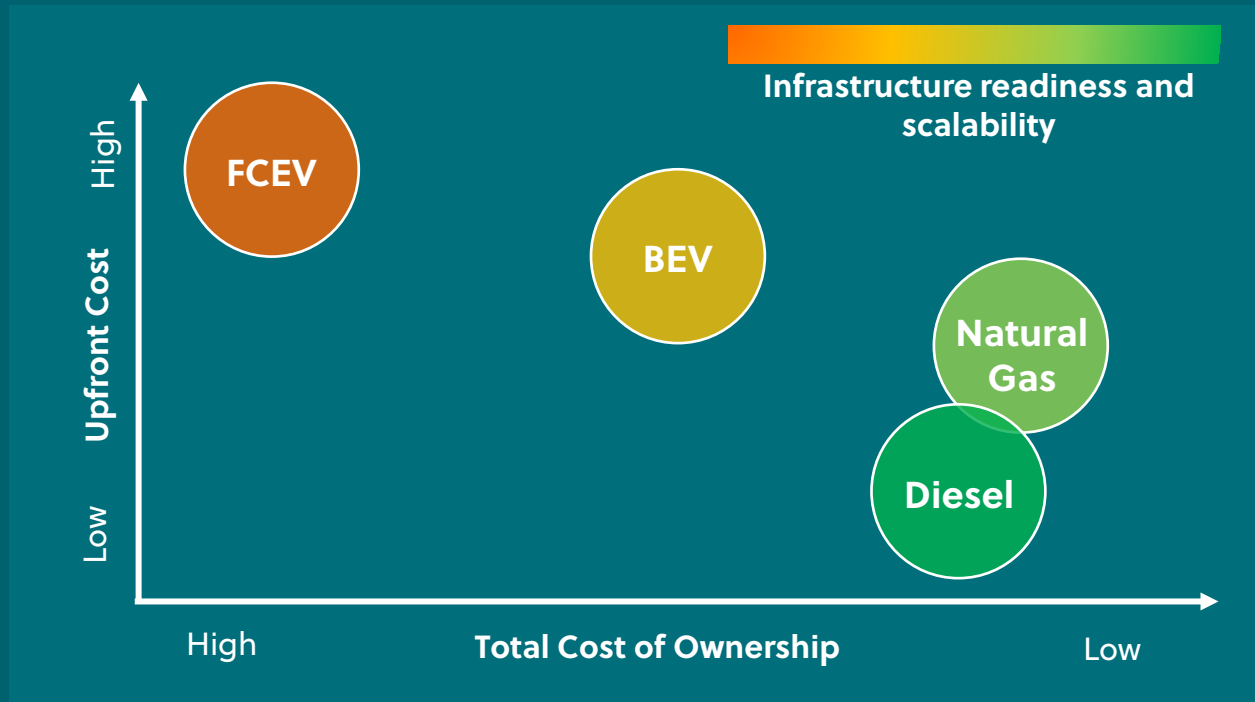 Infrastructure readiness and
scalability
High
FCEV
BEV
Upfront Cost
Natural
Gas
Diesel
Low
High
Total Cost of Ownership
Low